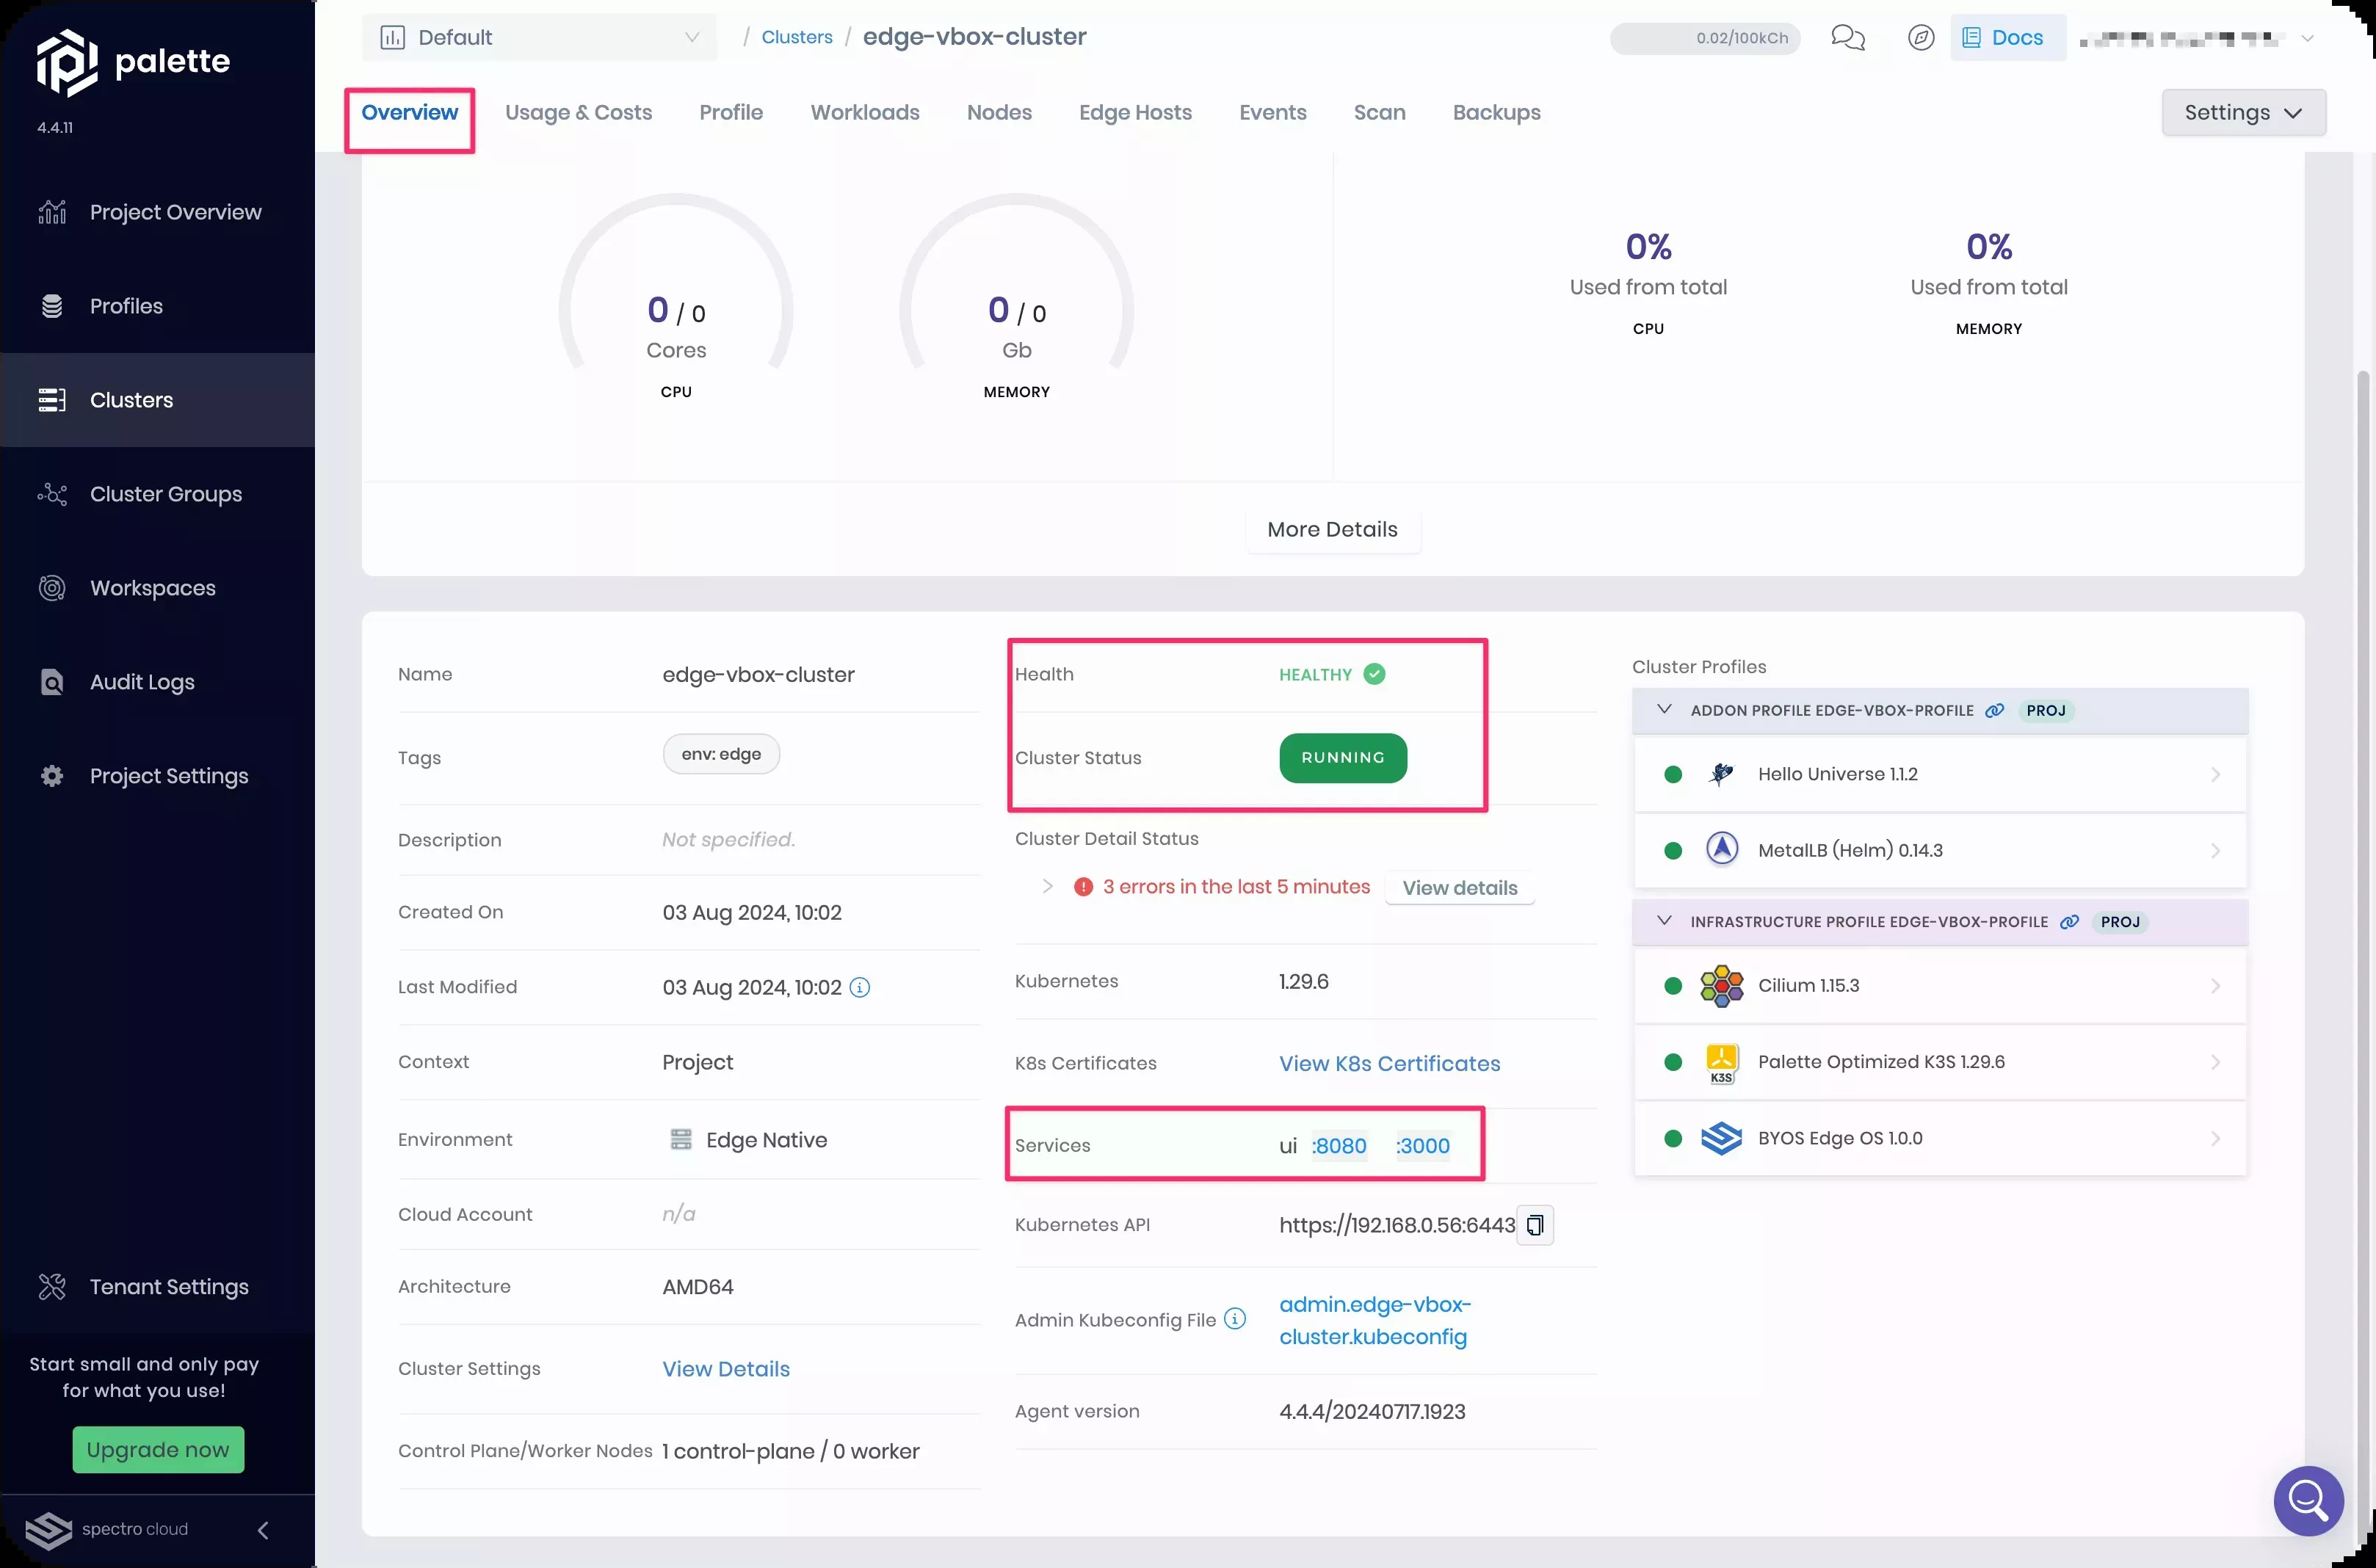 palette
4.4.11
Project Overview
Profiles
Clusters
Cluster Groups
Workspaces
Audit Logs
Project Settings
Tenant Settings
Start small and only pay
for what you use!
Upgrade now
spectro cloud
Default
/ Clusters / edge-vbox-cluster
0.02/100kCh
Docs
Overview
Usage & Costs
Profile
Workloads
Nodes
Edge Hosts
Events
Scan
Backups
Settings
0 / 0
Cores
CPU
0 / 0
Gb
MEMORY
0%
Used from total
CPU
0%
Used from total
MEMORY
More Details
Name edge-vbox-cluster
Tags env: edge
Description Not specified.
Created On 03 Aug 2024, 10:02
Last Modified 03 Aug 2024, 10:02
Context Project
Environment Edge Native
Cloud Account n/a
Architecture AMD64
Cluster Settings View Details
Control Plane/Worker Nodes 1 control-plane / 0 worker
Health HEALTHY
Cluster Status RUNNING
Cluster Detail Status
3 errors in the last 5 minutes View details
Kubernetes 1.29.6
K8s Certificates View K8s Certificates
Services ui :8080 :3000
Kubernetes API https://192.168.0.56:6443
Admin Kubeconfig File admin.edge-vbox-
cluster.kubeconfig
Agent version 4.4.4/20240717.1923
Cluster Profiles
ADDON PROFILE EDGE-VBOX-PROFILE PROJ
Hello Universe 1.1.2
MetalLB (Helm) 0.14.3
INFRASTRUCTURE PROFILE EDGE-VBOX-PROFILE PROJ
Cilium 1.15.3
K3S Palette Optimized K3S 1.29.6
BYOS Edge OS 1.0.0